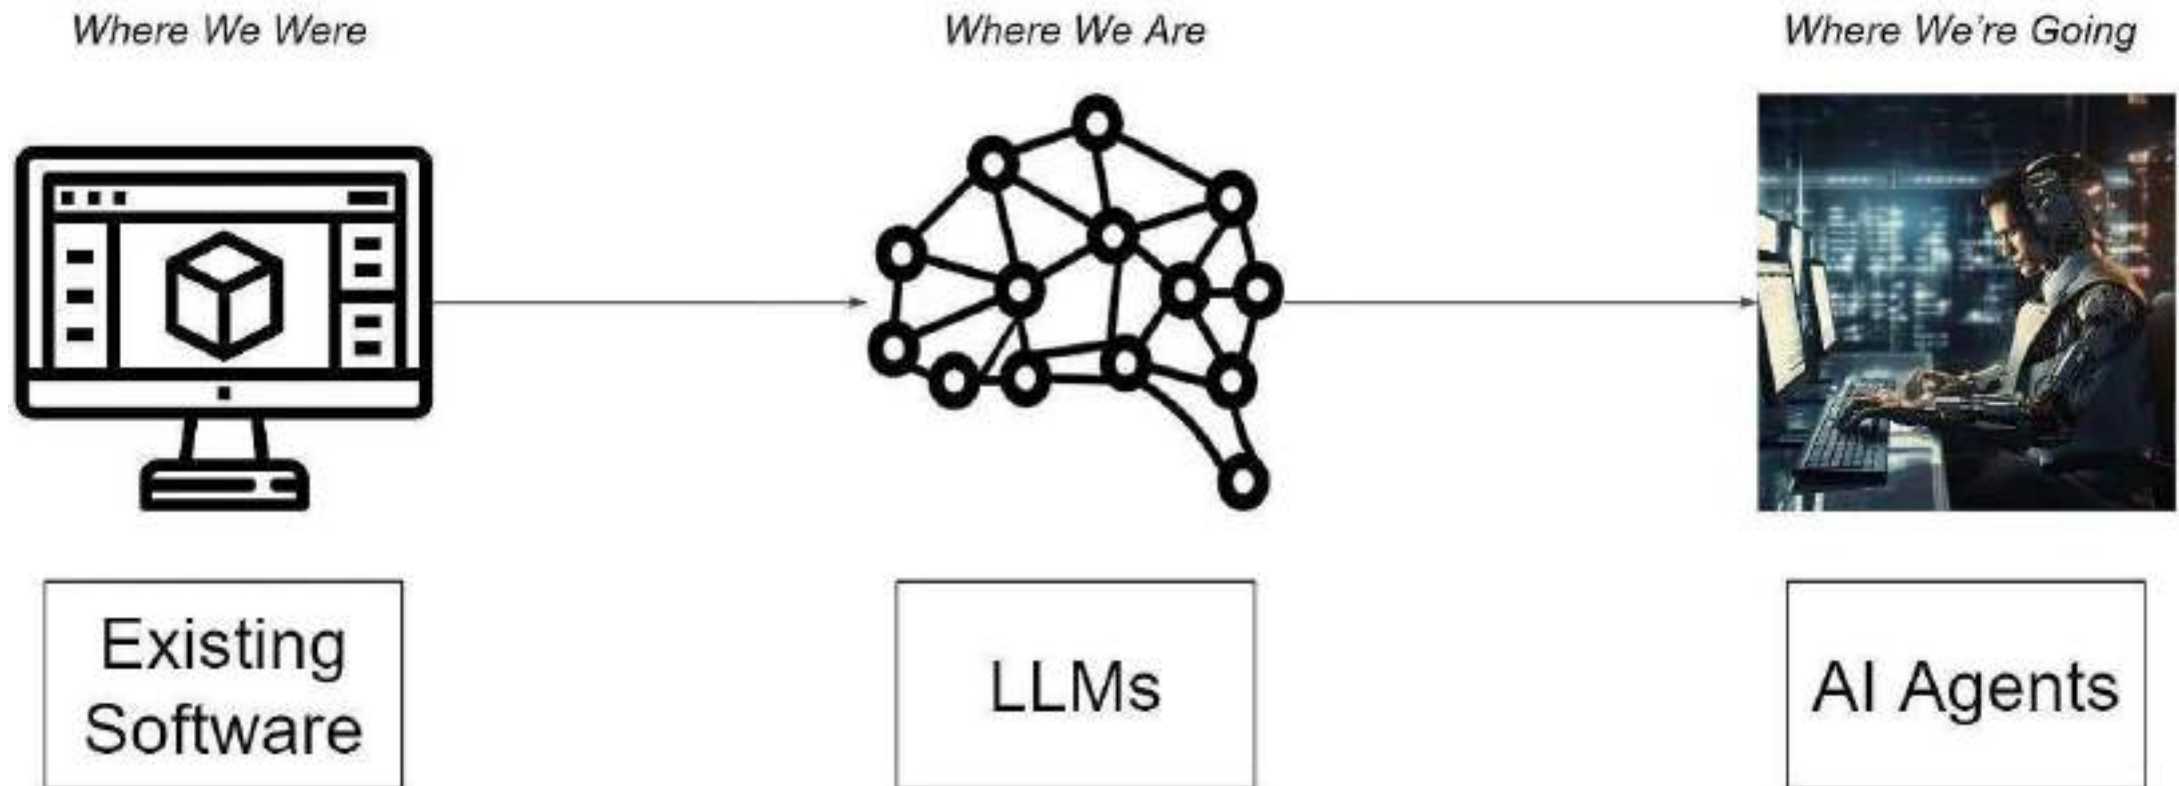 Where We Were
Where We Are
Where We're Going
Existing
Software
LLMs
AI Agents